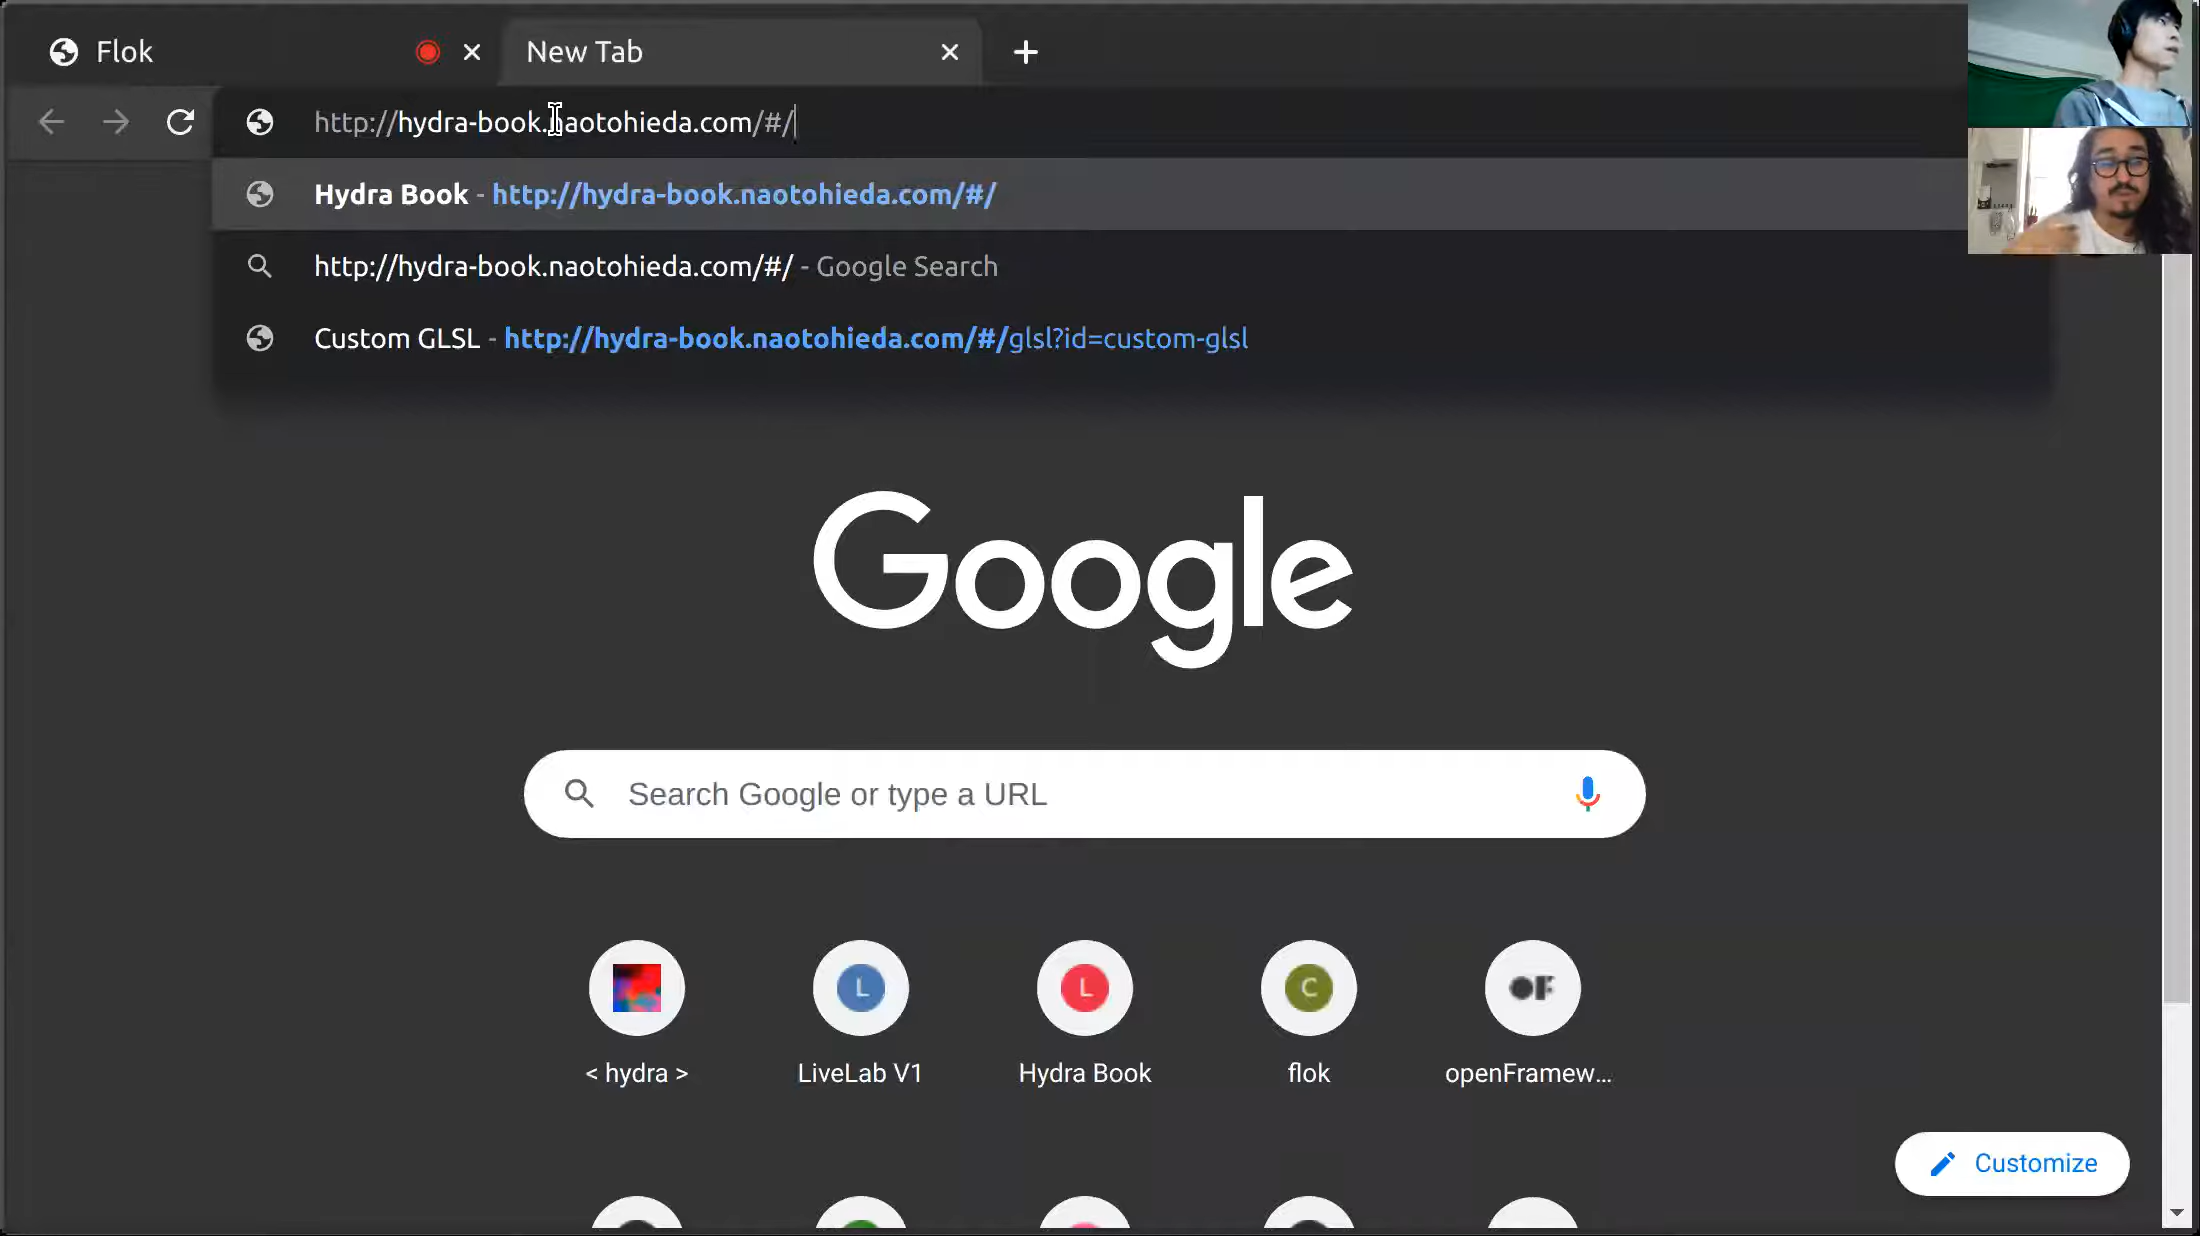 Flok
New Tab
http://hydra-book.naotohieda.com/#/
Hydra Book - http://hydra-book.naotohieda.com/#/
http://hydra-book.naotohieda.com/#/ - Google Search
Custom GLSL - http://hydra-book.naotohieda.com/#/glsl?id=custom-glsl
Google
Search Google or type a URL
L L C OF
< hydra > LiveLab V1 Hydra Book flok openFramew...
Customize